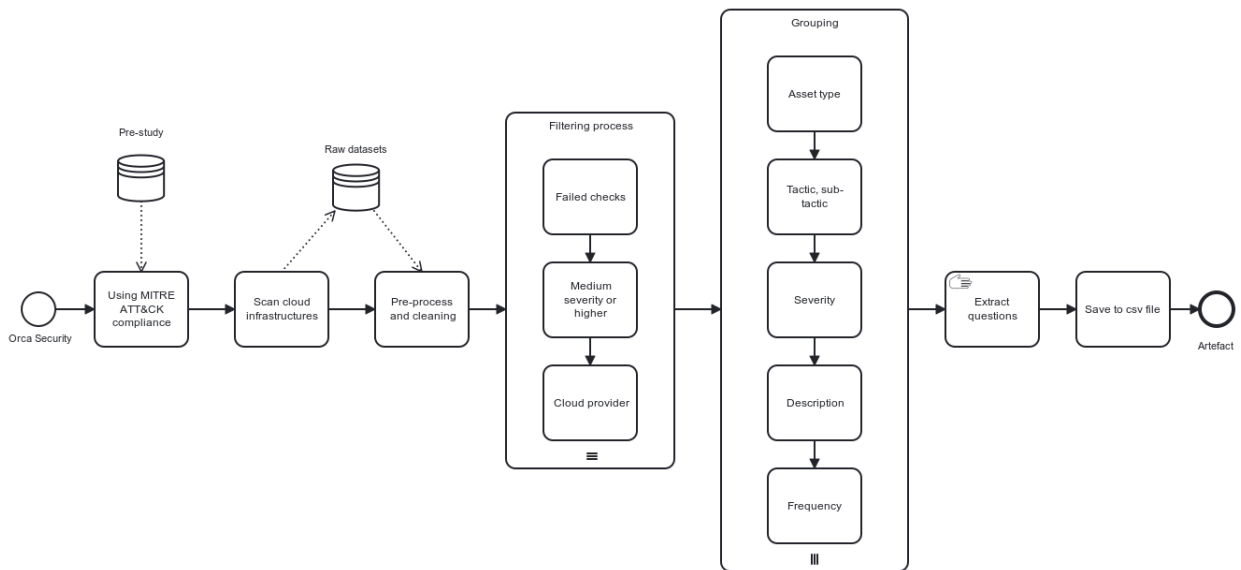 Grouping
Asset type
Filtering process
Pre-study
Raw datasets
Failed checks
Tactic, sub-
tactic
Using MITRE
ATT&CK
compliance
Scan cloud
infrastructures
Pre-process
and cleaning
Medium
severity or
higher
Severity
Extract
questions
Save to csv file
Orca Security
Artefact
Cloud provider
Description
Frequency